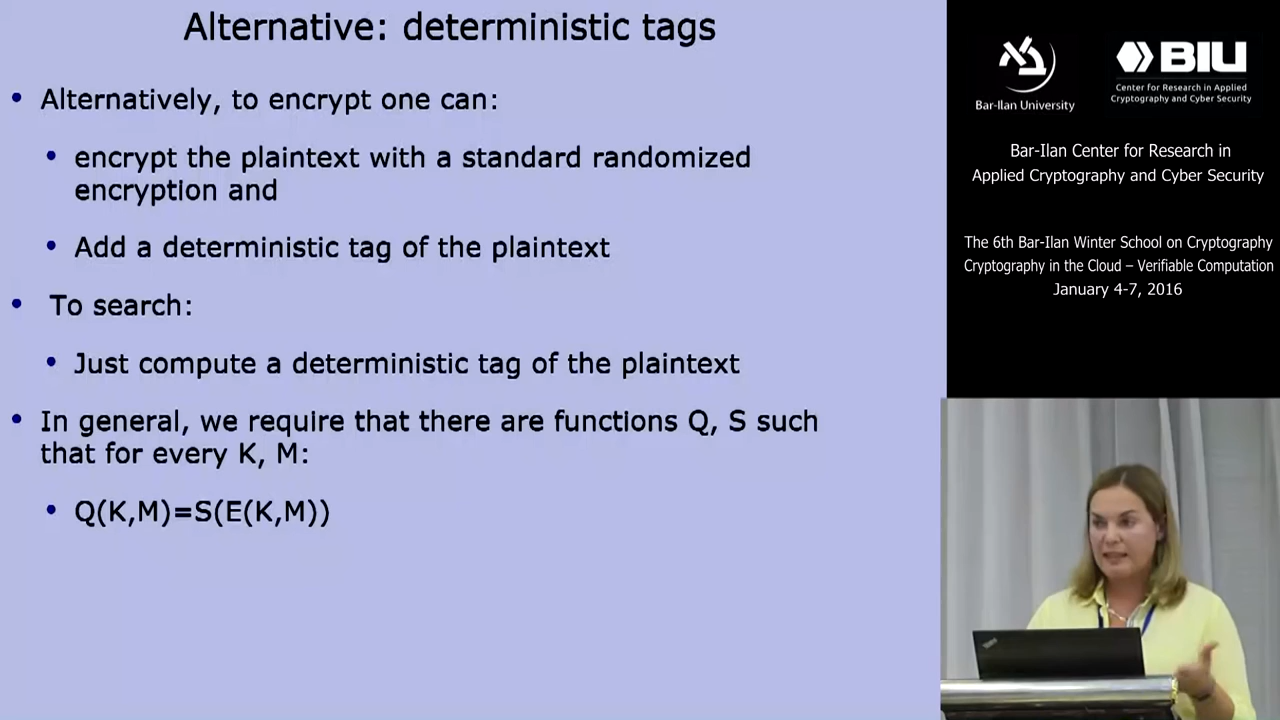 Alternative: deterministic tags
• Alternatively, to encrypt one can:
• encrypt the plaintext with a standard randomized
encryption and
• Add a deterministic tag of the plaintext
• To search:
• Just compute a deterministic tag of the plaintext
• In general, we require that there are functions Q, S such
that for every K, M:
• Q(K,M)=S(E(K,M))
Bar-Ilan University
BIU
Center for Research in Applied
Cryptography and Cyber Security
Bar-Ilan Center for Research in
Applied Cryptography and Cyber Security
The 6th Bar-Ilan Winter School on Cryptography
Cryptography in the Cloud – Verifiable Computation
January 4-7, 2016